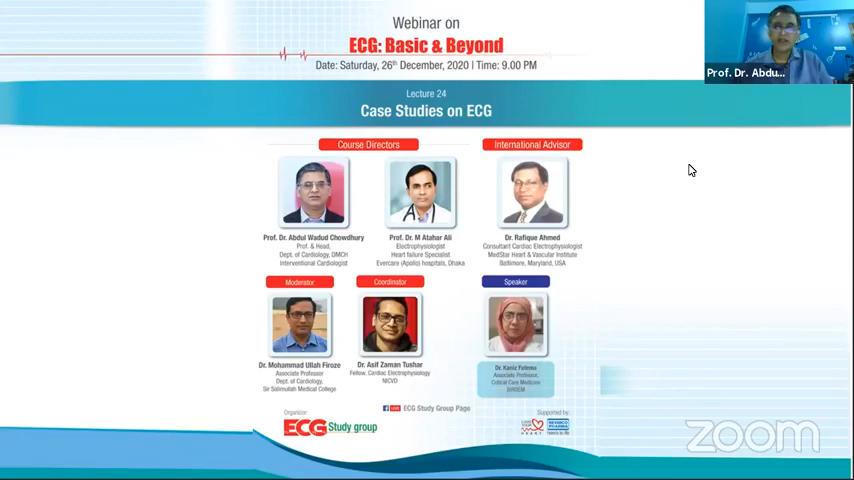 Webinar on
ECG: Basic & Beyond
Date: Saturday, 26th December, 2020 | Time: 9.00 PM
Prof. Dr. Abdu...
Lecture 24
Case Studies on ECG
Course Directors
International Advisor
Prof. Dr. Abdul Wadud Chowdhury
Prof. & Head,
Dept. of Cardiology, DMCH
Interventional Cardiologist
Prof. Dr. M Atahar Ali
Electrophysiologist
Heart failure Specialist
Evercare (Apollo) hospitals, Dhaka
Dr. Rafique Ahmed
Consultant Cardiac Electrophysiologist
MedStar Heart & Vascular Institute
Baltimore, Maryland, USA
Moderator
Coordinator
Speaker
Dr. Mohammad Ullah Firoze
Associate Professor
Dept. of Cardiology,
Sir Salimullah Medical College
Dr. Asif Zaman Tushar
Fellow, Cardiac Electrophysiology
NICVD
Dr. Kaniz Fatema
Associate Professor,
Critical Care Medicine
BIRDEM
LIVE ECG Study Group Page
Organizer:
ECG Study group
Supported by:
zoom